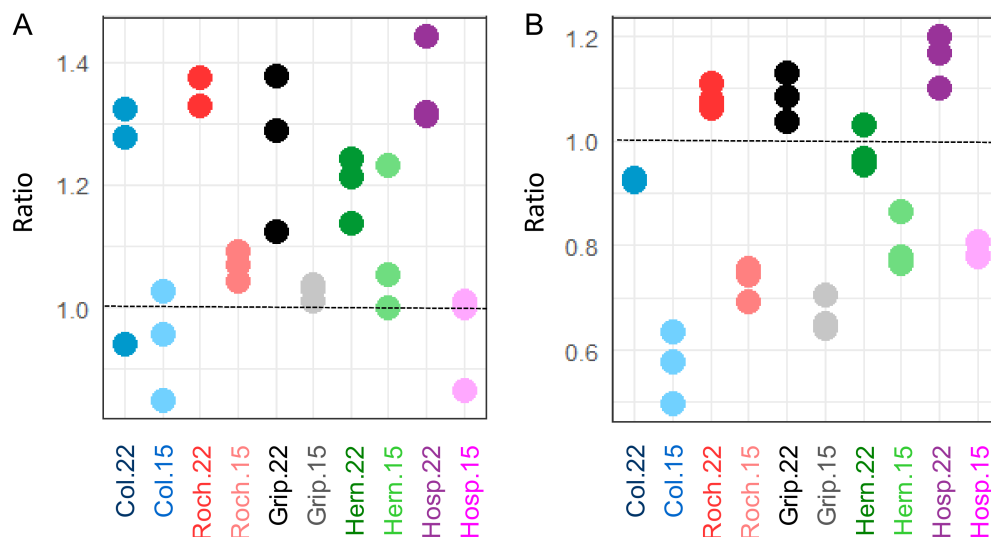 A
Ratio
1.4
1.2
1.0
Col.22
Col.15
Roch.22
Roch.15
Grip.22
Grip.15
Hern.22
Hern.15
Hosp.22
Hosp.15
B
Ratio
1.2
1.0
0.8
0.6
Col.22
Col.15
Roch.22
Roch.15
Grip.22
Grip.15
Hern.22
Hern.15
Hosp.22
Hosp.15